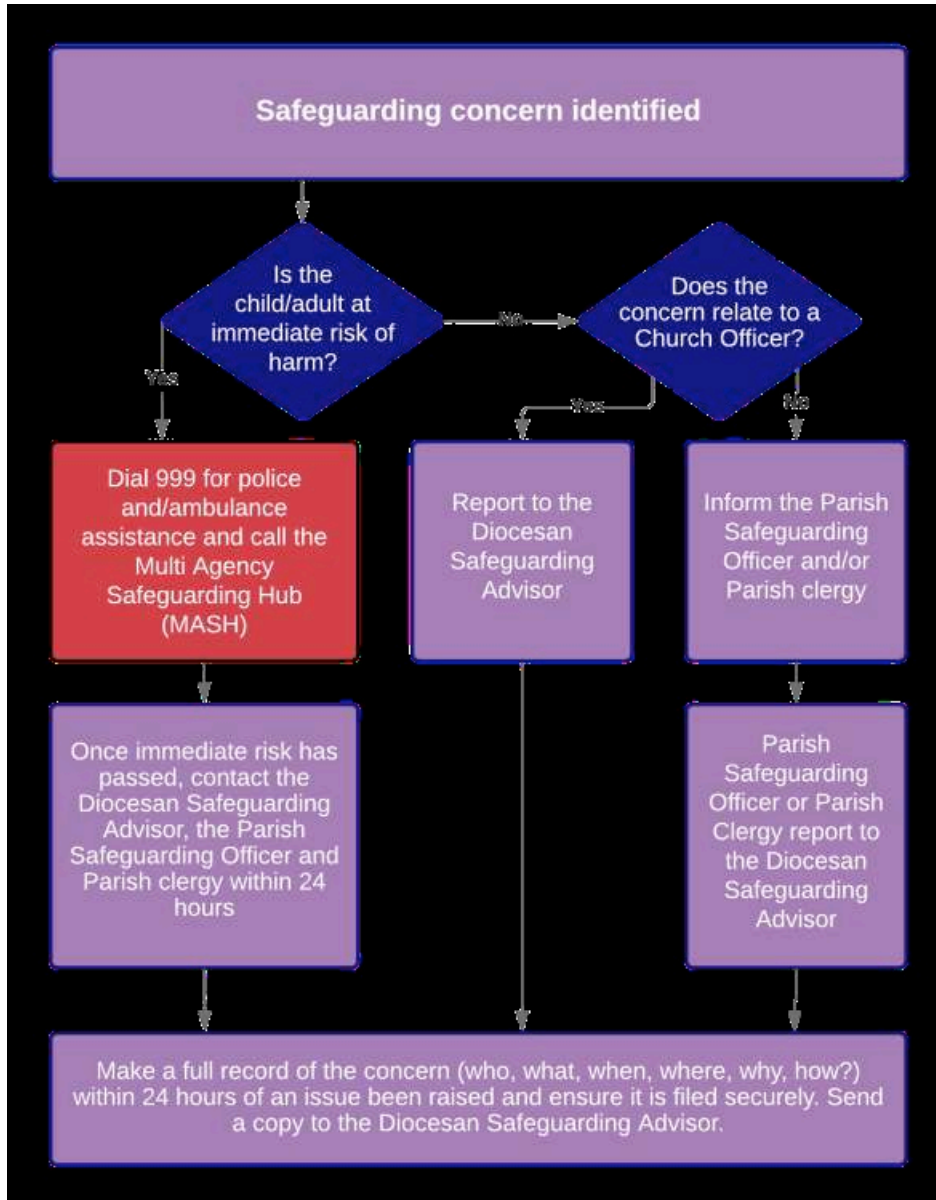 Safeguarding concern identified
Is the
child/adult at
immediate risk of
harm?
No
Does the
concern relate to a
Church Officer?
Yes
Yes
No
Dial 999 for police
and/ambulance
assistance and call the
Multi Agency
Safeguarding Hub
(MASH)
Report to the
Diocesan
Safeguarding
Advisor
Inform the Parish
Safeguarding
Officer and/or
Parish clergy
Once immediate risk has
passed, contact the
Diocesan Safeguarding
Advisor, the Parish
Safeguarding Officer and
Parish clergy within 24
hours
Parish
Safeguarding
Officer or Parish
Clergy report to
the Diocesan
Safeguarding
Advisor
Make a full record of the concern (who, what, when, where, why, how?)
within 24 hours of an issue been raised and ensure it is filed securely. Send
a copy to the Diocesan Safeguarding Advisor.